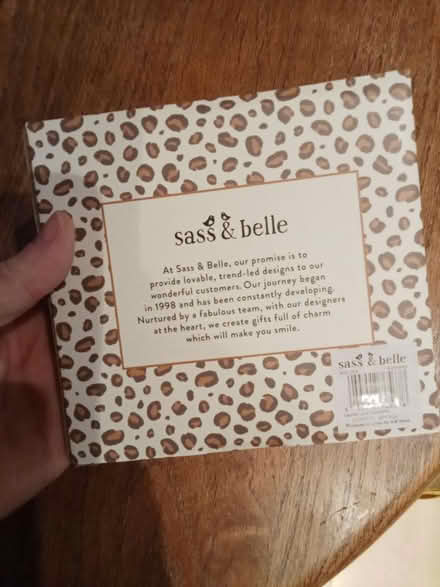 sass & belle
At Sass & Belle, our promise is to
provide lovable, trend-led designs to our
wonderful customers. Our journey began
in 1998 and has been constantly developing.
Nurtured by a fabulous team, with our designers
at the heart, we create gifts full of charm
which will make you smile.
sass & belle